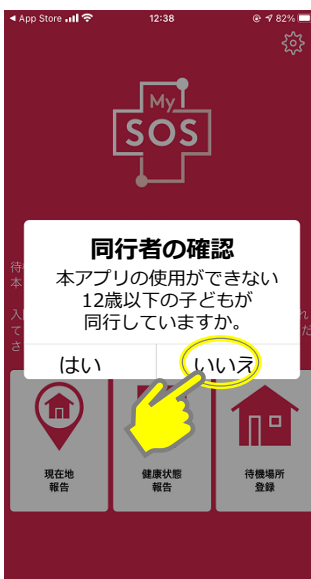 App Store
12:38
82%
My
SOS
同行者の確認
本アプリの使用ができない
12歳以下の子どもが
同行していますか。
はい
いいえ
現在地
報告
健康状態
報告
待機場所
登録